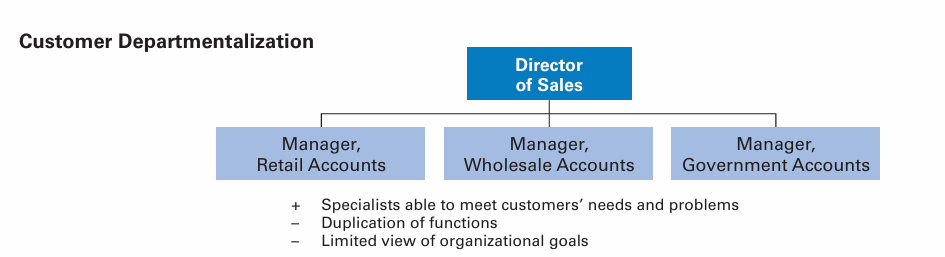 Customer Departmentalization
Director
of Sales
Manager,
Retail Accounts
Manager,
Wholesale Accounts
Manager,
Government Accounts
+ Specialists able to meet customers’ needs and problems
– Duplication of functions
– Limited view of organizational goals